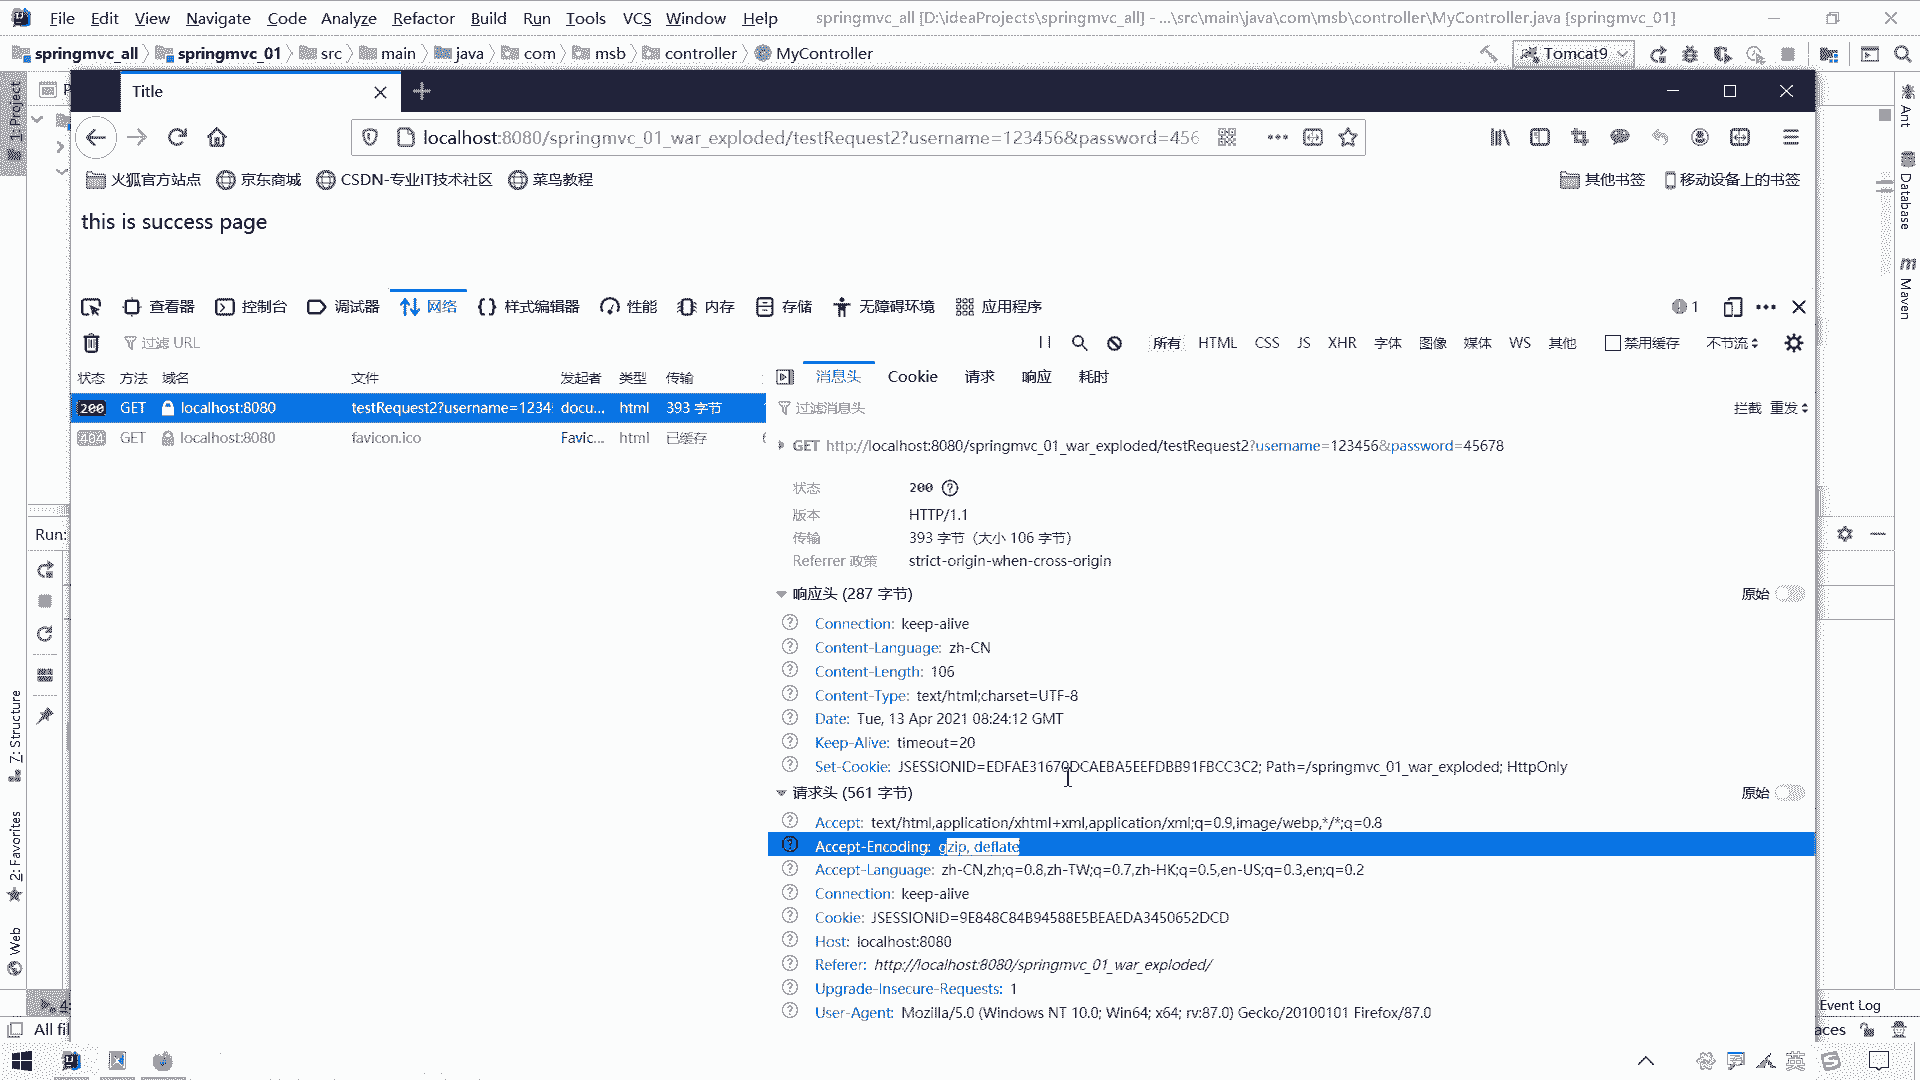 File Edit View Navigate Code Analyze Refactor Build Run Tools VCS Window Help springmvc_all [D:\ideaProjects\springmvc_all] - ...\src\main\java\com\msb\controller\MyController.java [springmvc_01]
springmvc_all springmvc_01 src main java com msb controller MyController Tomcat9
Title
1: Project
Ant
localhost:8080/springmvc_01_war_exploded/testRequest2?username=123456&password=456
火狐官方站点 京东商城 CSDN-专业IT技术社区 菜鸟教程 其他书签 移动设备上的书签
Database
this is success page
Maven
查看器 控制台 调试器 网络 样式编辑器 性能 内存 存储 无障碍环境 应用程序 1
过滤 URL 所有 HTML CSS JS XHR 字体 图像 媒体 WS 其他 禁用缓存 不节流
状态 方法 域名 文件 发起者 类型 传输 消息头 Cookie 请求 响应 耗时
200 GET localhost:8080 testRequest2?username=1234 docu... html 393 字节
过滤消息头 拦截 重发
404 GET localhost:8080 favicon.ico Favic... html 已缓存
GET http://localhost:8080/springmvc_01_war_exploded/testRequest2?username=123456&password=45678
状态 200
版本 HTTP/1.1
传输 393 字节（大小 106 字节）
Referrer 政策 strict-origin-when-cross-origin
Run:
响应头 (287 字节) 原始
Connection: keep-alive
Content-Language: zh-CN
Content-Length: 106
Content-Type: text/html;charset=UTF-8
Date: Tue, 13 Apr 2021 08:24:12 GMT
Keep-Alive: timeout=20
Set-Cookie: JSESSIONID=EDFAE31670DCAEBA5EEFDBB91FBCC3C2; Path=/springmvc_01_war_exploded; HttpOnly
请求头 (561 字节) 原始
Accept: text/html,application/xhtml+xml,application/xml;q=0.9,image/webp,*/*;q=0.8
Accept-Encoding: gzip, deflate
Accept-Language: zh-CN,zh;q=0.8,zh-TW;q=0.7,zh-HK;q=0.5,en-US;q=0.3,en;q=0.2
Connection: keep-alive
Cookie: JSESSIONID=9E848C84B94588E5BEAEDA3450652DCD
Host: localhost:8080
Referer: http://localhost:8080/springmvc_01_war_exploded/
Upgrade-Insecure-Requests: 1
User-Agent: Mozilla/5.0 (Windows NT 10.0; Win64; x64; rv:87.0) Gecko/20100101 Firefox/87.0
7: Structure
2: Favorites
Web
4: Event Log
All fil aces
英